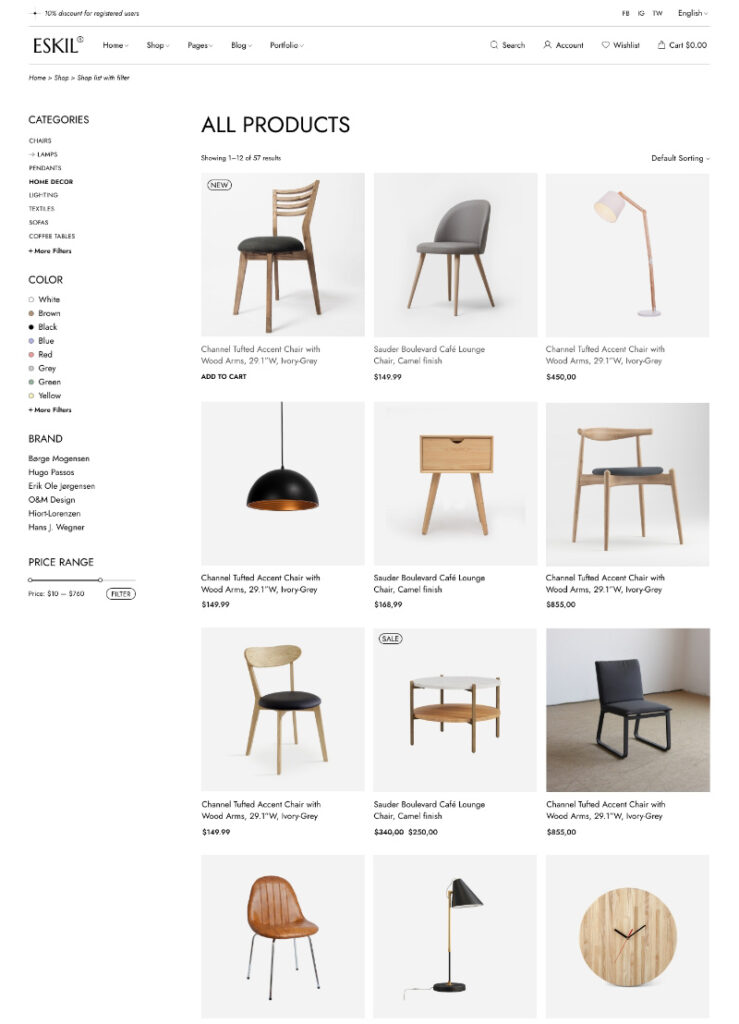 10% discount for registered users
FB IG TW English
ESKIL®
Home Shop Pages Blog Portfolio
Search Account Wishlist Cart $0.00
Home > Shop > Shop list with filter
CATEGORIES
CHAIRS
→ LAMPS
PENDANTS
HOME DECOR
LIGHTING
TEXTILES
SOFAS
COFFEE TABLES
+ More Filters
COLOR
White
Brown
Black
Blue
Red
Grey
Green
Yellow
+ More Filters
BRAND
Børge Mogensen
Hugo Passos
Erik Ole Jørgensen
O&M Design
Hiort-Lorenzen
Hans J. Wegner
PRICE RANGE
Price: $10 — $760 FILTER
ALL PRODUCTS
Showing 1–12 of 57 results
Default Sorting
NEW
Channel Tufted Accent Chair with
Wood Arms, 29.1"W, Ivory-Grey
ADD TO CART
Sauder Boulevard Café Lounge
Chair, Camel finish
$149.99
Channel Tufted Accent Chair with
Wood Arms, 29.1"W, Ivory-Grey
$450,00
Channel Tufted Accent Chair with
Wood Arms, 29.1"W, Ivory-Grey
$149.99
Sauder Boulevard Café Lounge
Chair, Camel finish
$168,99
Channel Tufted Accent Chair with
Wood Arms, 29.1"W, Ivory-Grey
$855,00
Channel Tufted Accent Chair with
Wood Arms, 29.1"W, Ivory-Grey
$149.99
SALE
Sauder Boulevard Café Lounge
Chair, Camel finish
$340,00 $250,00
Channel Tufted Accent Chair with
Wood Arms, 29.1"W, Ivory-Grey
$855,00